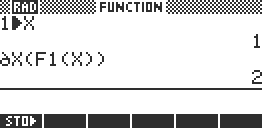 RAD FUNCTION
1▶X
1
∂X(F1(X))
2
STO▶